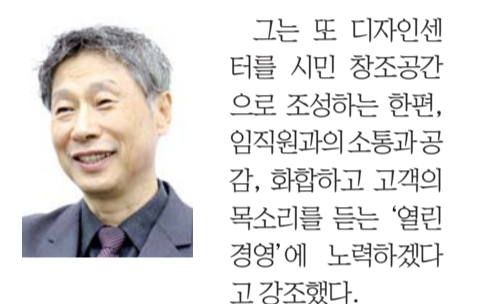 그는 또 디자인센
터를 시민 창조공간
으로 조성하는 한편,
임직원과의 소통과 공
감, 화합하고 고객의
목소리를 듣는 ‘열린
경영’에 노력하겠다
고 강조했다.